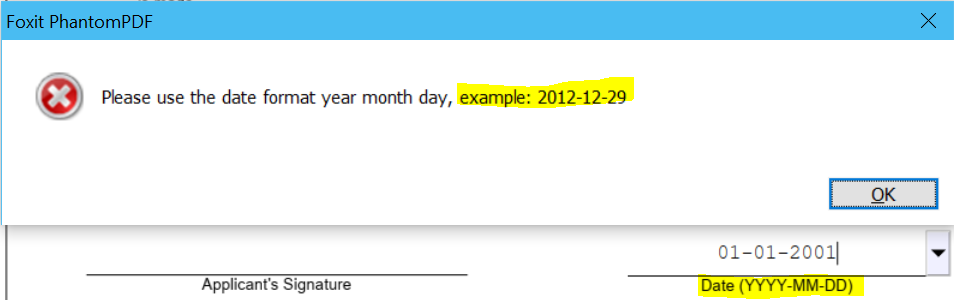 Foxit PhantomPDF
Please use the date format year month day, example: 2012-12-29
OK
01-01-2001
Applicant's Signature
Date (YYYY-MM-DD)